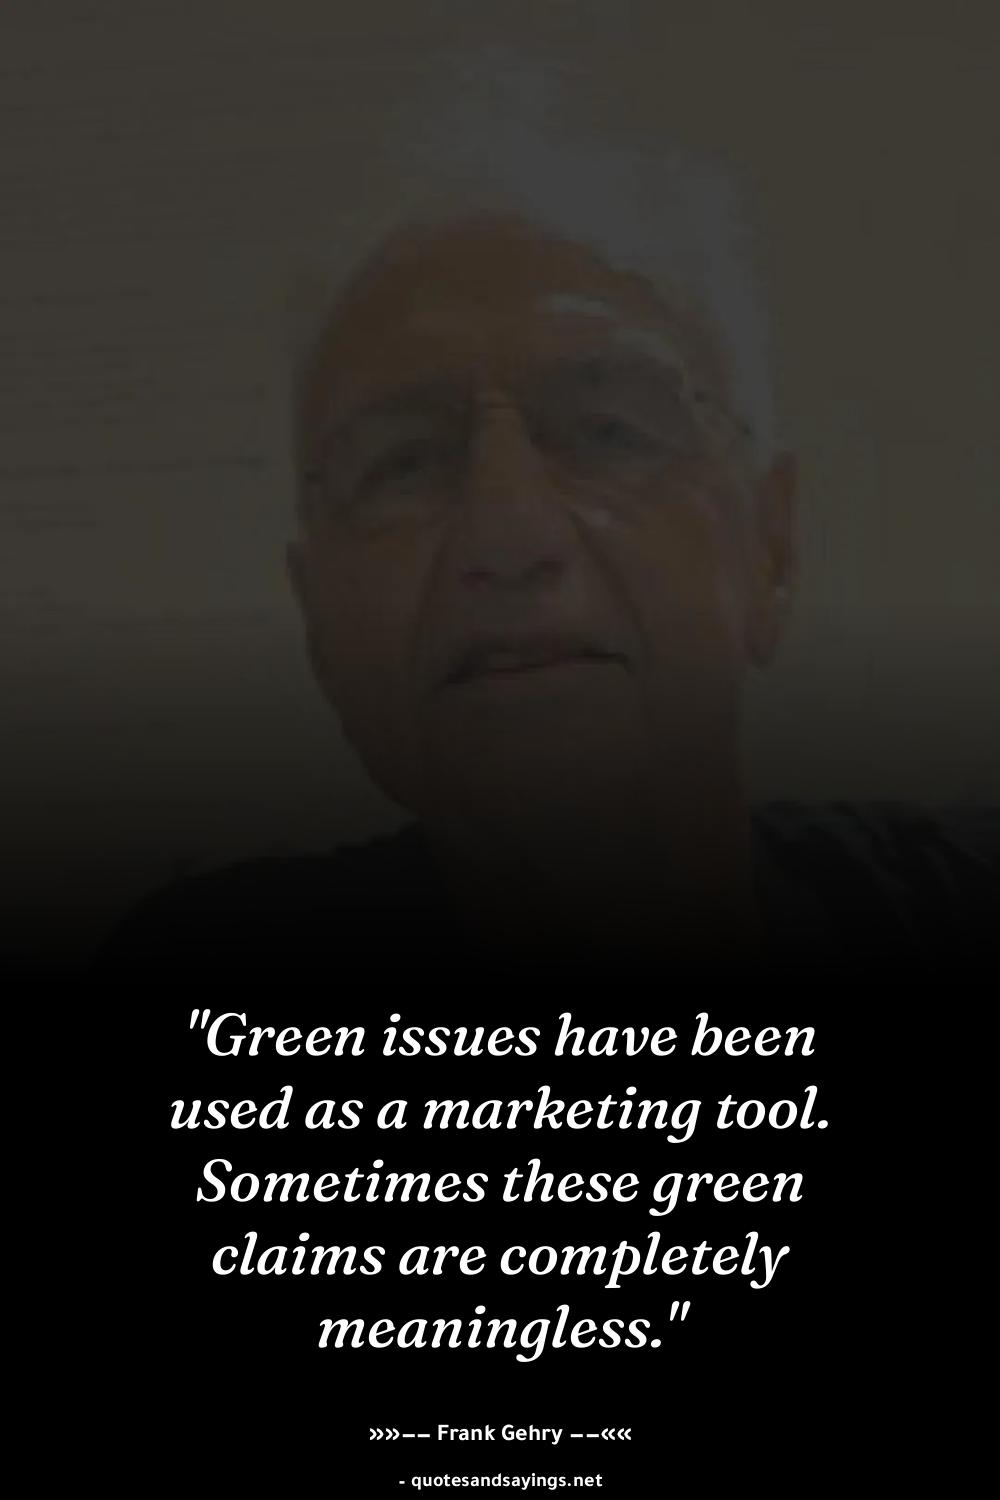 "Green issues have been
used as a marketing tool.
Sometimes these green
claims are completely
meaningless."
»»−− Frank Gehry −−««
- quotesandsayings.net